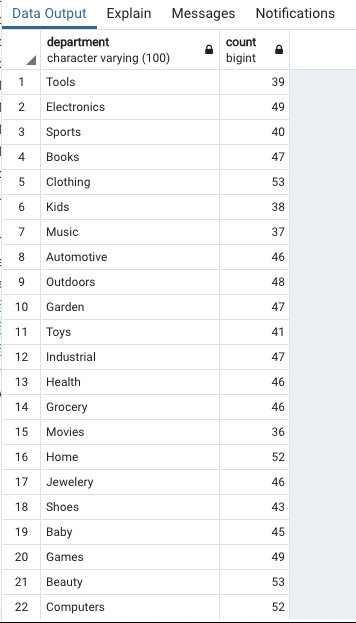 Data Output Explain Messages Notifications
department count
character varying (100) bigint
1 Tools 39
2 Electronics 49
3 Sports 40
4 Books 47
5 Clothing 53
6 Kids 38
7 Music 37
8 Automotive 46
9 Outdoors 48
10 Garden 47
11 Toys 41
12 Industrial 47
13 Health 46
14 Grocery 46
15 Movies 36
16 Home 52
17 Jewelery 46
18 Shoes 43
19 Baby 45
20 Games 49
21 Beauty 53
22 Computers 52